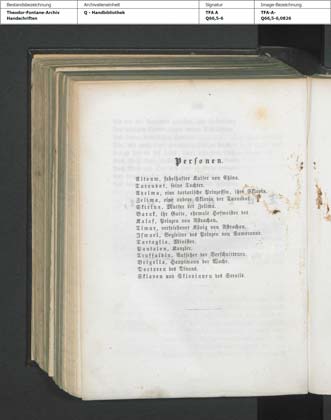 Bestandsbezeichnung Archivalieneinheit Signatur Image-Bezeichnung
Theodor-Fontane-Archiv Q - Handbibliothek TFA A TFA-A-
Handschriften Q66,5-6 Q66,5-6,0826
Personen.
Altoum, fabelhafter Kaiser von China.
Turandot, seine Tochter.
Adelma, eine tartarische Prinzessin, ihre Sklavin.
Zelima, eine andere Sklavin der Turandot.
Skirina, Mutter der Zelima.
Barak, ihr Gatte, ehemals Hofmeister des
Kalaf, Prinzen von Astrachan.
Timur, vertriebener König von Astrachan.
Ismael, Begleiter des Prinzen von Samarcand.
Tartaglia, Minister.
Pantalon, Kanzler.
Truffaldin, Aufseher der Verschnittenen.
Brigella, Hauptmann der Wache.
Doctoren des Divans.
Sklaven und Sklavinnen des Serails.